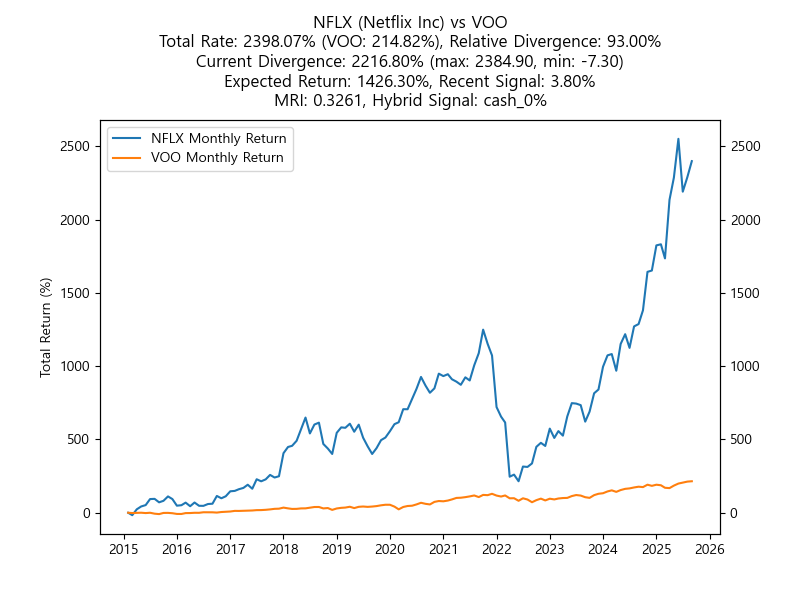 NFLX (Netflix Inc) vs VOO
Total Rate: 2398.07% (VOO: 214.82%), Relative Divergence: 93.00%
Current Divergence: 2216.80% (max: 2384.90, min: -7.30)
Expected Return: 1426.30%, Recent Signal: 3.80%
MRI: 0.3261, Hybrid Signal: cash_0%
NFLX Monthly Return
VOO Monthly Return
Total Return (%)
2500 2500
2000 2000
1500 1500
1000 1000
500 500
0 0
2015 2016 2017 2018 2019 2020 2021 2022 2023 2024 2025 2026